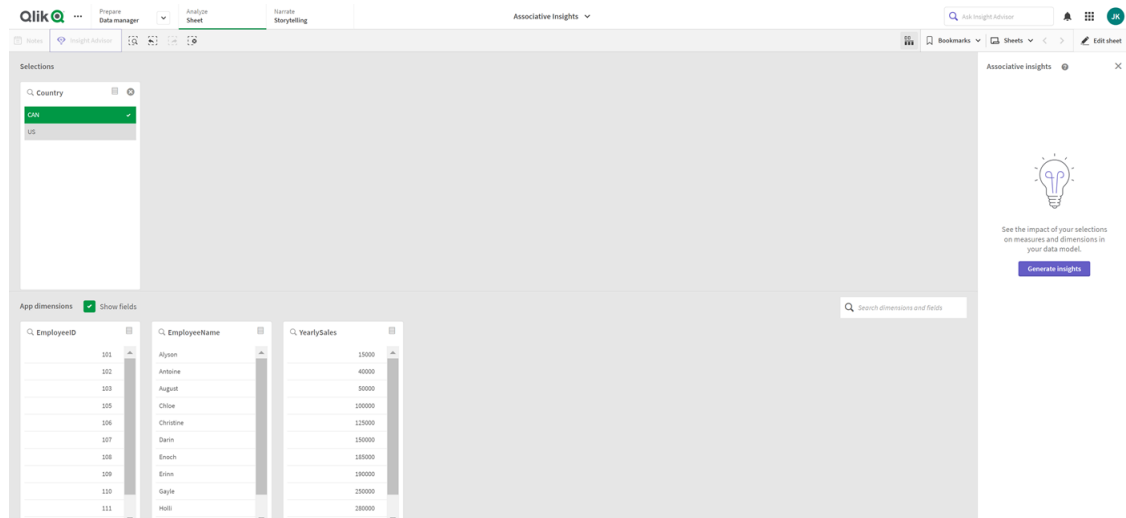 Qlik
Prepare
Data manager
Analyze
Sheet
Narrate
Storytelling
Associative Insights
Ask Insight Advisor
JK
Notes
Insight Advisor
Bookmarks
Sheets
Edit sheet
Selections
Country
CAN
US
Associative insights
See the impact of your selections
on measures and dimensions in
your data model.
Generate insights
App dimensions
Show fields
Search dimensions and fields
EmployeeID
101
102
103
105
106
107
108
109
110
111
EmployeeName
Alyson
Antoine
August
Chloe
Christine
Darin
Enoch
Erinn
Gayle
Holli
YearlySales
15000
40000
50000
100000
125000
150000
185000
190000
250000
280000